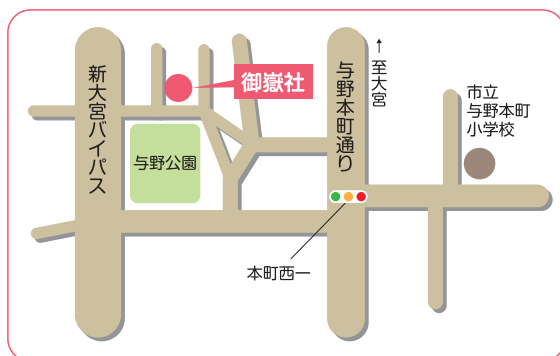 新大宮バイパス
御嶽社
与野公園
与野本町通り
↑至大宮
市立
与野本町
小学校
本町西一